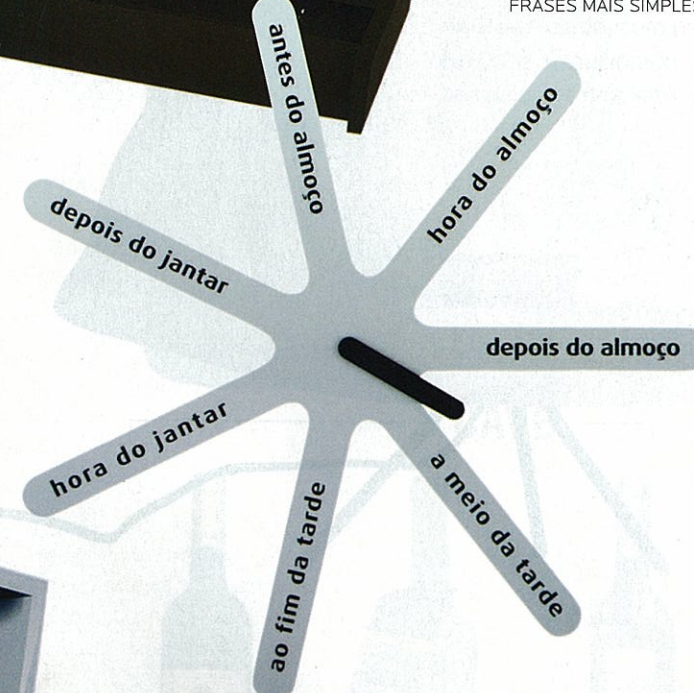 FRASES MAIS SIMPLES
antes do almoço
hora do almoço
depois do almoço
a meio da tarde
ao fim da tarde
hora do jantar
depois do jantar